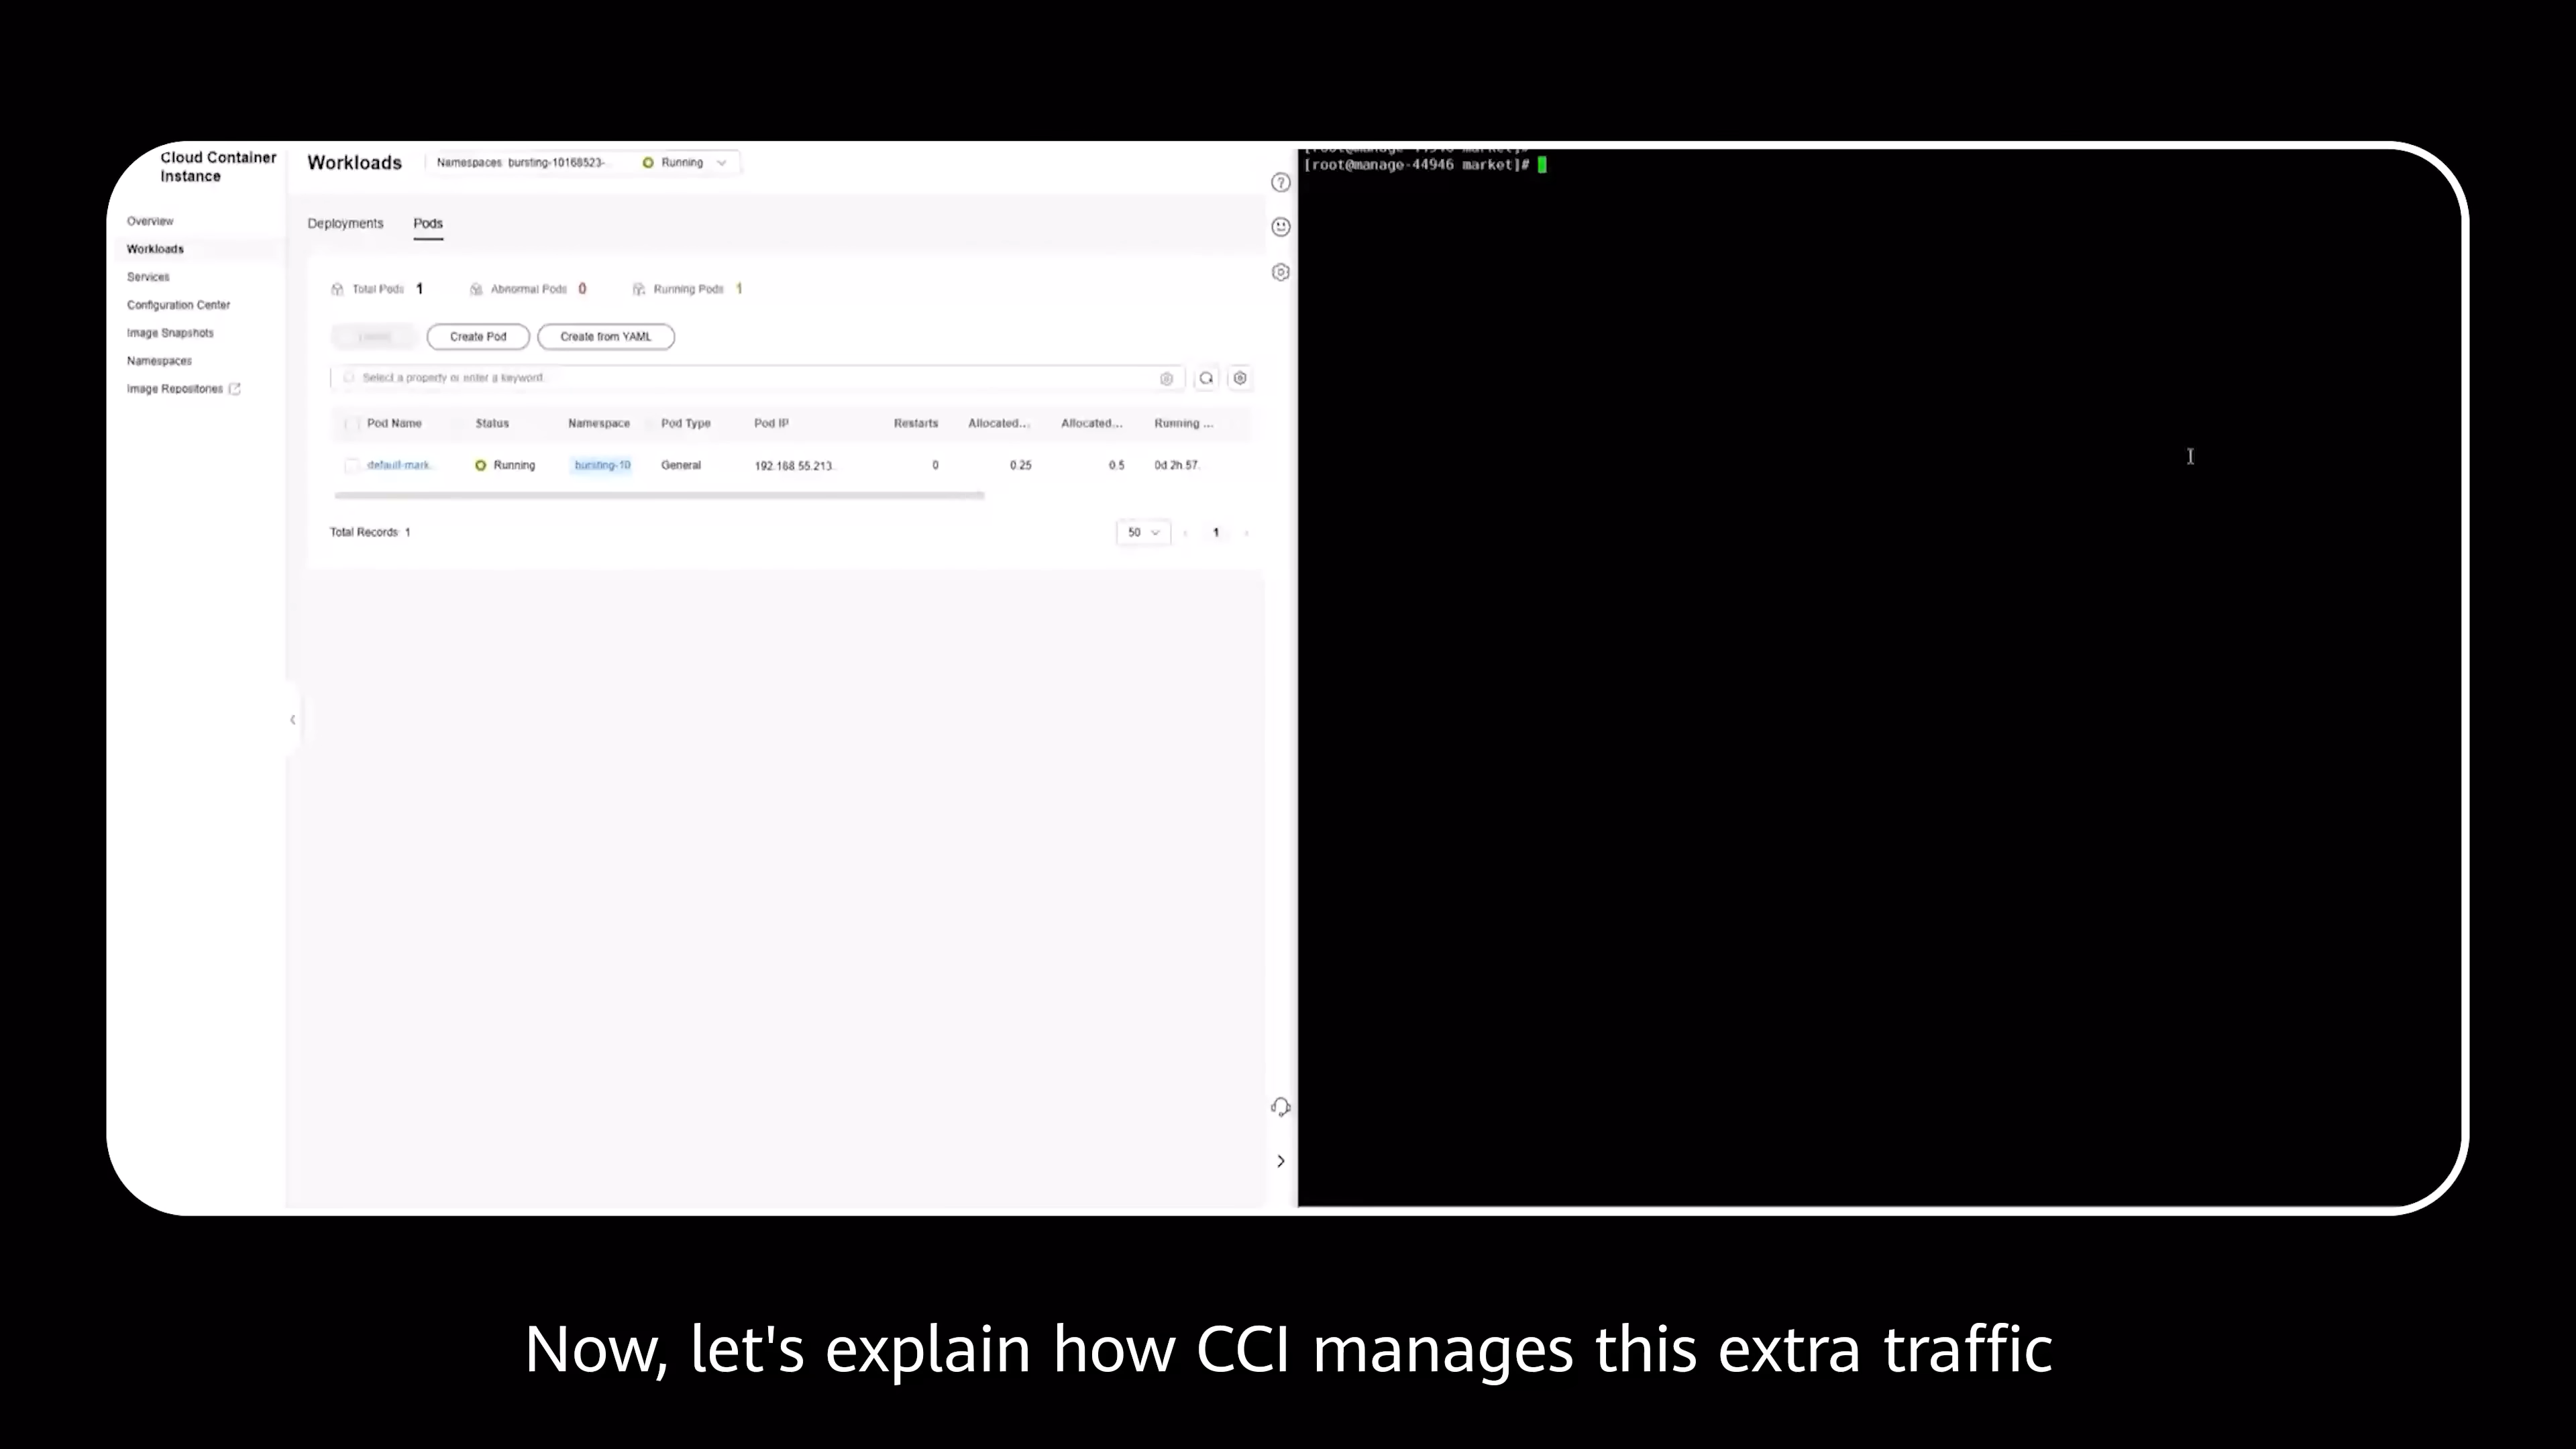 Cloud Container
Instance
Overview
Workloads
Services
Configuration Center
Image Snapshots
Namespaces
Image Repositories
Workloads
Namespaces bursting-10168523-... Running
Deployments Pods
Total Pods 1 Abnormal Pods 0 Running Pods 1
Create Pod Create from YAML
Select a property or enter a keyword.
Pod Name Status Namespace Pod Type Pod IP Restarts Allocated... Allocated... Running ...
default-mark... Running bursting-10 General 192.168.55.213 0 0.25 0.5 0d 2h 57.
Total Records: 1
50 1
[root@manage-44946 market]#
[root@manage-44946 market]#
Now, let's explain how CCI manages this extra traffic